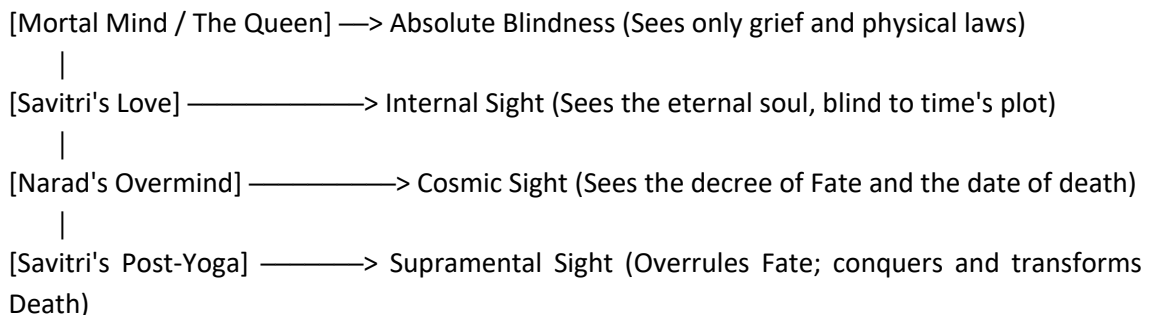 [Mortal Mind / The Queen] —–> Absolute Blindness (Sees only grief and physical laws)
|
[Savitri's Love] ——————–> Internal Sight (Sees the eternal soul, blind to time's plot)
|
[Narad's Overmind] —————–> Cosmic Sight (Sees the decree of Fate and the date of death)
|
[Savitri's Post-Yoga] ————–> Supramental Sight (Overrules Fate; conquers and transforms
Death)